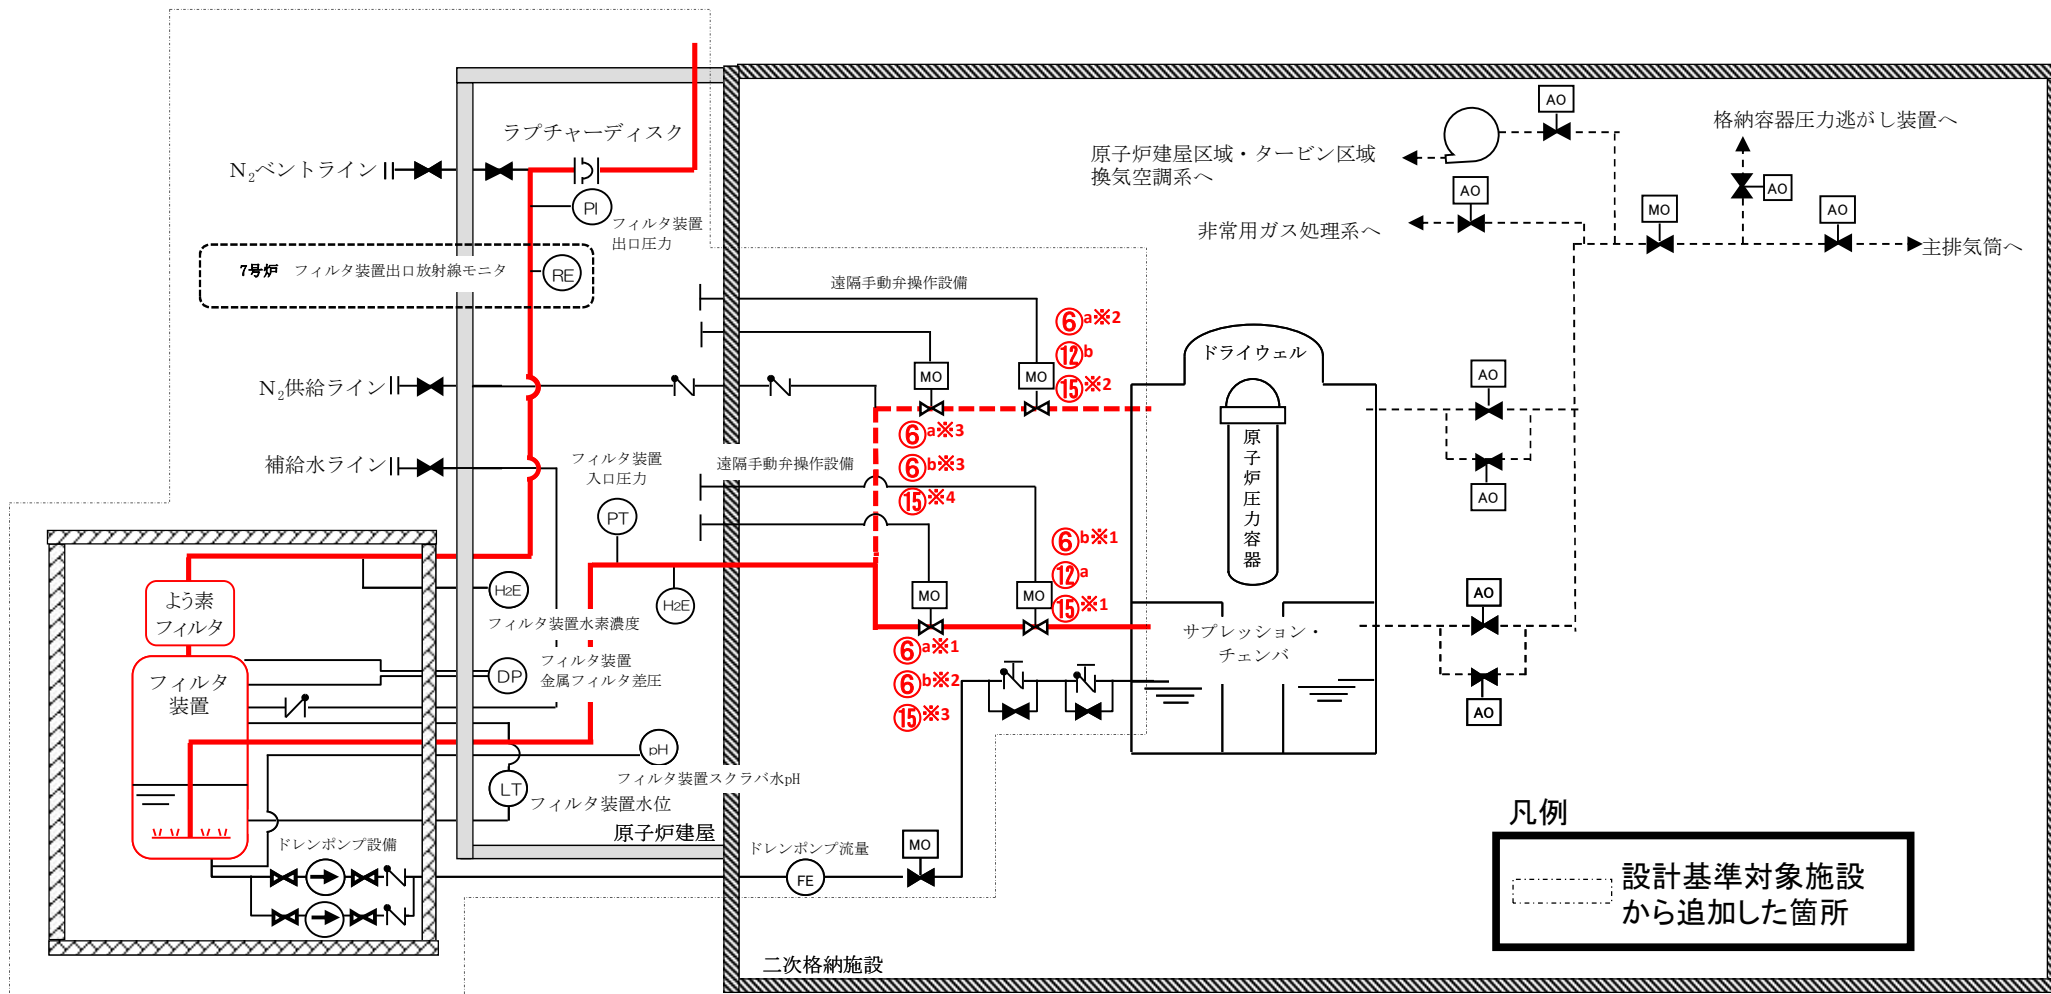 ラプチャーディスク
N₂ベントライン
PI
フィルタ装置
出口圧力
7号炉 フィルタ装置出口放射線モニタ
RE
遠隔手動弁操作設備
⑥a※2
⑫b
⑮※2
MO
MO
N₂供給ライン
⑥a※3
⑥b※3
⑮※4
補給水ライン
フィルタ装置
入口圧力
PT
遠隔手動弁操作設備
⑥b※1
⑫a
⑮※1
MO
MO
⑥a※1
⑥b※2
⑮※3
H2E
H2E
フィルタ装置水素濃度
よう素
フィルタ
フィルタ
装置
DP
フィルタ装置
金属フィルタ差圧
pH
フィルタ装置スクラバ水pH
LT
フィルタ装置水位
原子炉建屋
ドレンポンプ設備
ドレンポンプ流量
FE
MO
二次格納施設
ドライウェル
原子炉圧力容器
サプレッション・
チェンバ
AO
格納容器圧力逃がし装置へ
原子炉建屋区域・タービン区域
換気空調系へ
AO
非常用ガス処理系へ
MO
AO
AO
主排気筒へ
AO
AO
AO
AO
凡例
設計基準対象施設
から追加した箇所